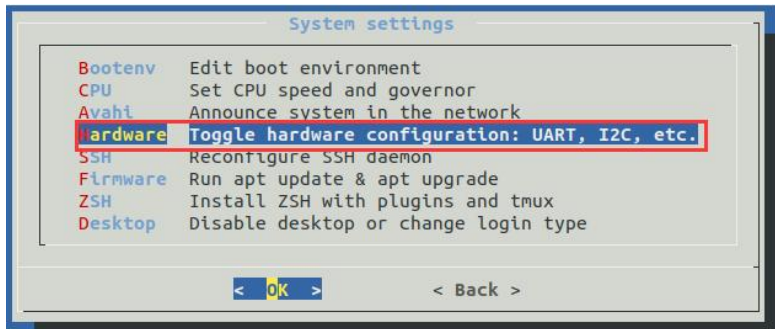 System settings
Bootenv Edit boot environment
CPU Set CPU speed and governor
Avahi Announce system in the network
Hardware Toggle hardware configuration: UART, I2C, etc.
SSH Reconfigure SSH daemon
Firmware Run apt update & apt upgrade
ZSH Install ZSH with plugins and tmux
Desktop Disable desktop or change login type
< OK > < Back >